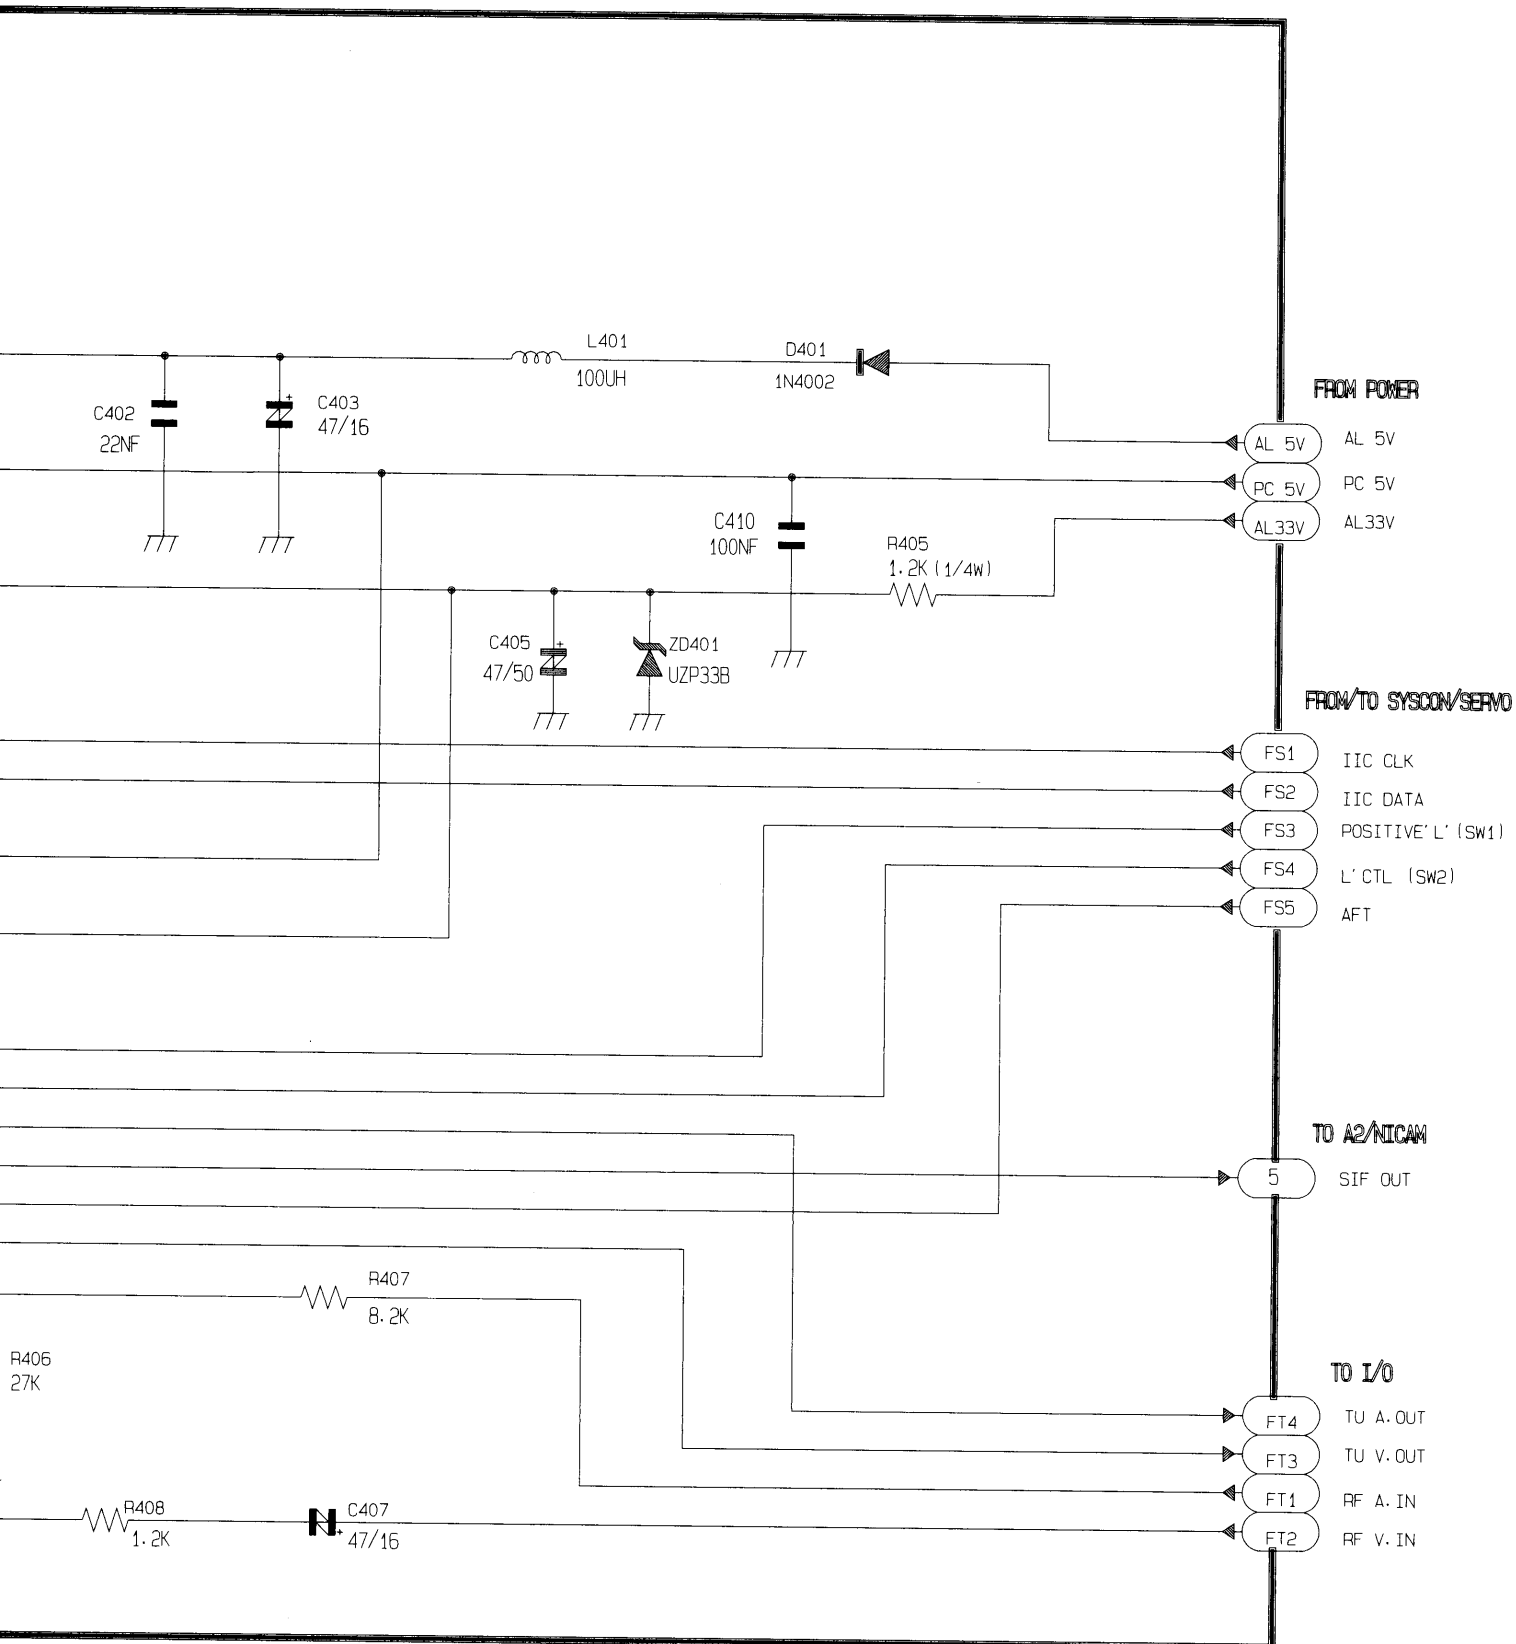 L401
100UH
D401
1N4002
FROM POWER
C402
22NF
+
C403
47/16
AL 5V
AL 5V
PC 5V
PC 5V
AL33V
AL33V
C410
100NF
R405
1.2K (1/4W)
C405
47/50
+
ZD401
UZP33B
FROM/TO SYSCON/SERVO
FS1
IIC CLK
FS2
IIC DATA
FS3
POSITIVE'L'(SW1)
FS4
L'CTL (SW2)
FS5
AFT
TO A2/NICAM
5
SIF OUT
R407
8.2K
R406
27K
TO I/O
FT4
TU A.OUT
FT3
TU V.OUT
FT1
RF A.IN
FT2
RF V.IN
R408
1.2K
C407
+
47/16